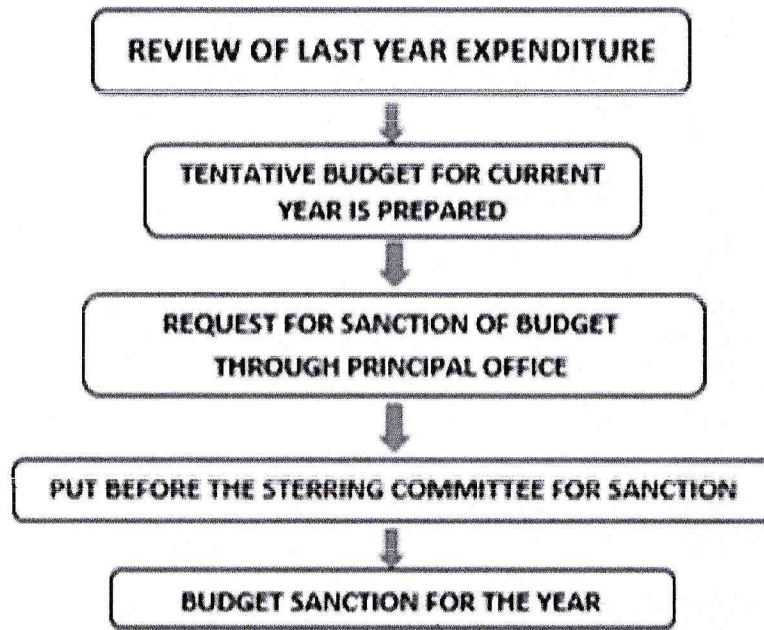 REVIEW OF LAST YEAR EXPENDITURE
TENTATIVE BUDGET FOR CURRENT
YEAR IS PREPARED
REQUEST FOR SANCTION OF BUDGET
THROUGH PRINCIPAL OFFICE
PUT BEFORE THE STERRING COMMITTEE FOR SANCTION
BUDGET SANCTION FOR THE YEAR